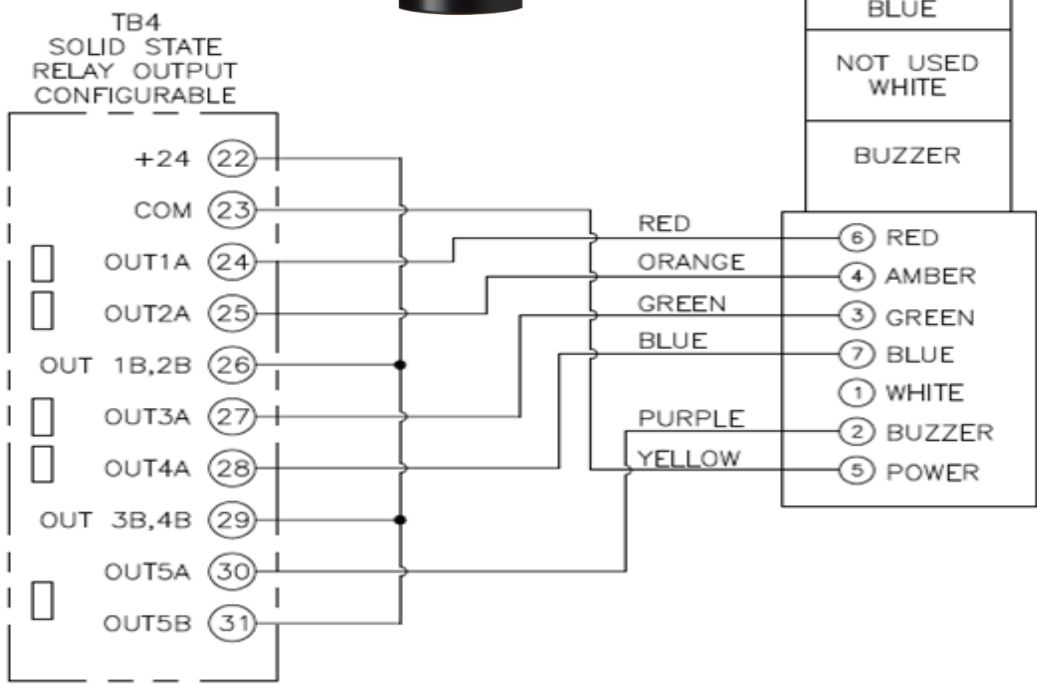 TB4
SOLID STATE
RELAY OUTPUT
CONFIGURABLE
+24 22
COM 23
OUT1A 24
OUT2A 25
OUT 1B,2B 26
OUT3A 27
OUT4A 28
OUT 3B,4B 29
OUT5A 30
OUT5B 31
RED
ORANGE
GREEN
BLUE
PURPLE
YELLOW
BLUE
NOT USED
WHITE
BUZZER
6 RED
4 AMBER
3 GREEN
7 BLUE
1 WHITE
2 BUZZER
5 POWER